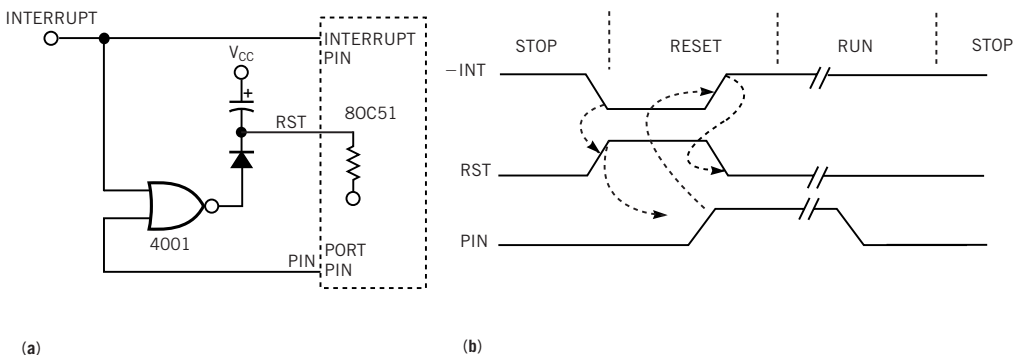 INTERRUPT
INTERRUPT
PIN
VCC
+
80C51
RST
4001
PIN
PORT
PIN
(a)
STOP
RESET
RUN
STOP
–INT
RST
PIN
(b)